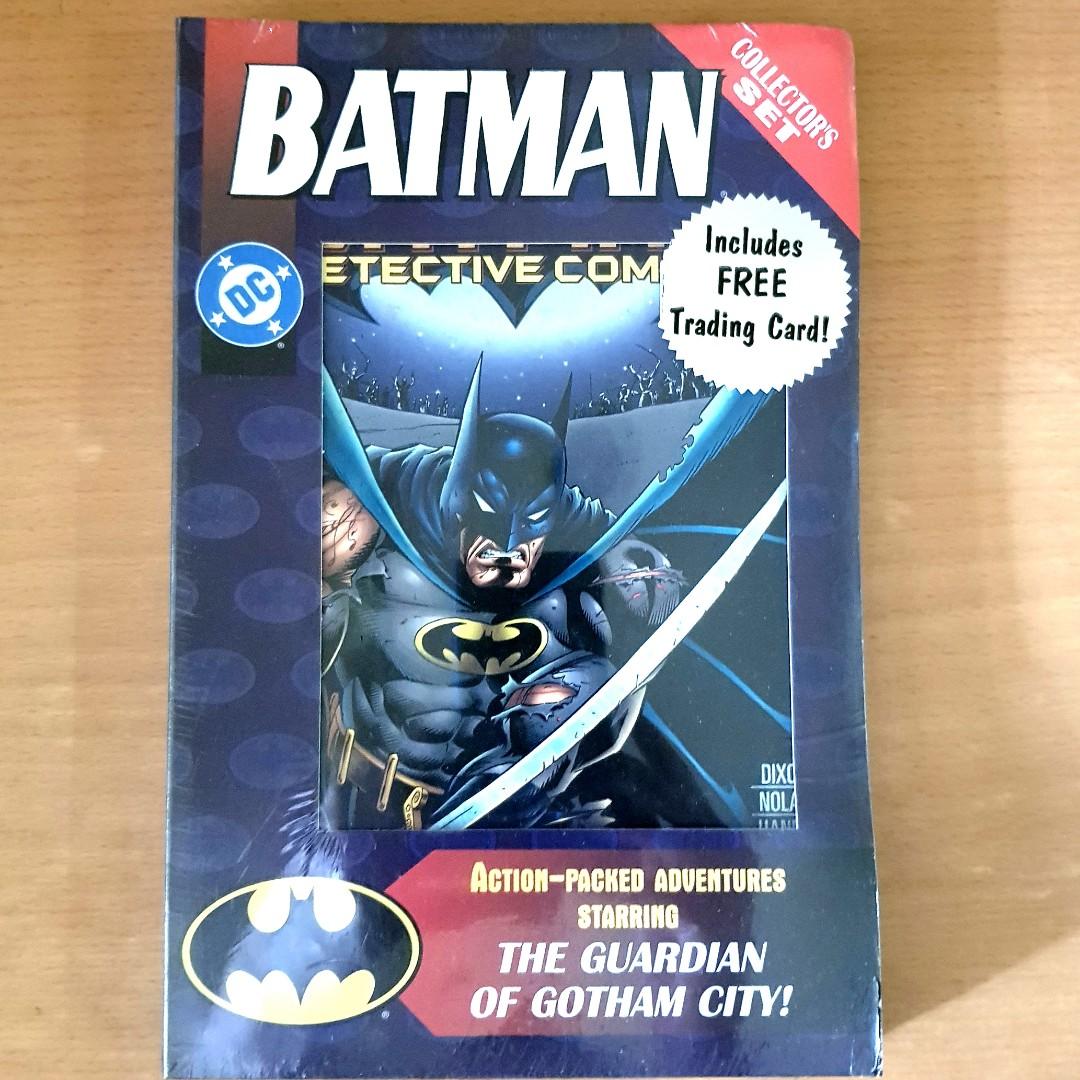 COLLECTOR'S
SET
BATMAN
DC
Includes
FREE
Trading Card!
ETECTIVE COM
DIXO
NOLA
ACTION-PACKED ADVENTURES
STARRING
THE GUARDIAN
OF GOTHAM CITY!